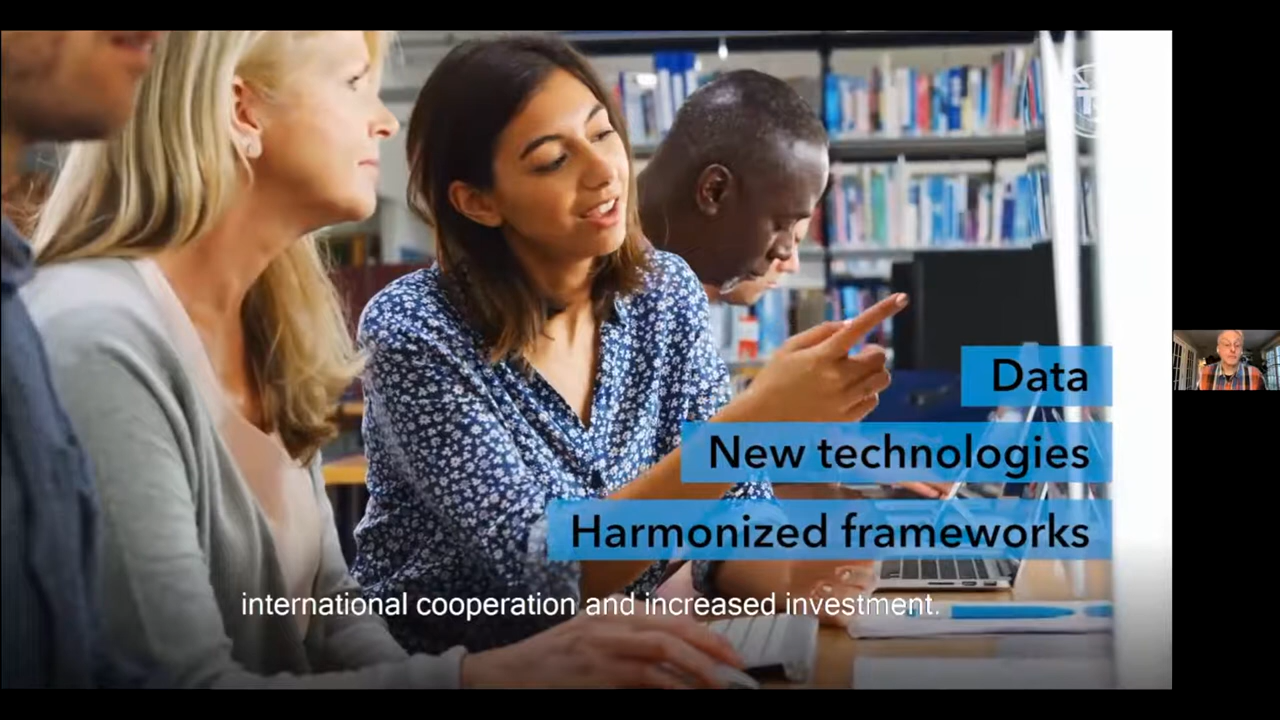 Data
New technologies
Harmonized frameworks
international cooperation and increased investment.